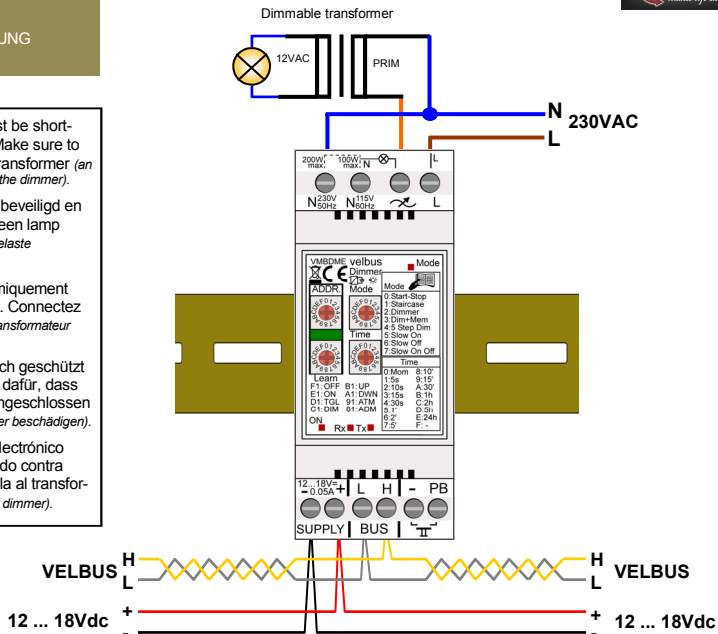 Dimmable transformer
UNG
12VAC
PRIM
N 230VAC
L
st be short-
Make sure to
ransformer (an
the dimmer).
beveiligd en
een lamp
elaste
miquement
. Connectez
ansformateur
ch geschützt
dafür, dass
ngeschlossen
er beschädigen).
lectrónico
do contra
la al transfor-
dimmer).
200W max. 100W max. N L
N 230V 50Hz N 115V 60Hz L
VMBDME velbus Mode
CE Dimmer
ADDR. Mode Mode
0:Start-Stop
1:Staircase
2:Dimmer
3:Dim+Mem
4:5 Step Dim
5:Slow On
6:Slow Off
7:Slow On Off
Time
Time
0:Mom 8:10'
1:5s 9:15'
2:10s A:30'
3:15s B:1h
4:30s C:2h
5:1' D:5h
6:2' E:24h
7:5' F: -
Learn
F1:OFF B1:UP
E1:ON A1:DWN
D1:TGL 91:ATM
C1:DIM 01:ADM
ON
Rx Tx
12...18V= 0.05A
- + L H - PB
SUPPLY BUS
VELBUS H H VELBUS
L L
12 ... 18Vdc + + 12 ... 18Vdc